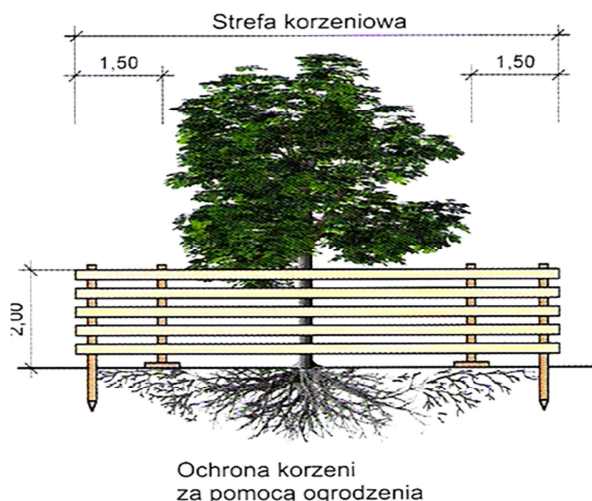 Strefa korzeniowa
1,50
1,50
2,00
Ochrona korzeni
za pomocą ogrodzenia